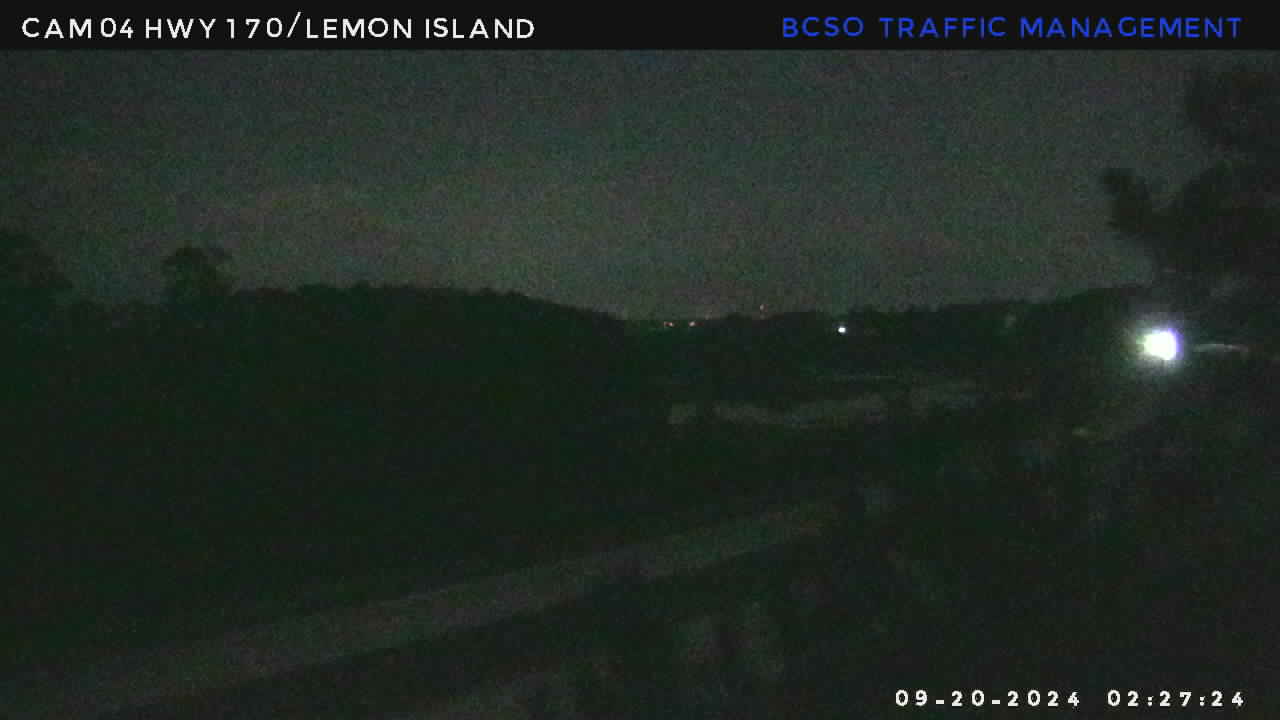 CAM 04 HWY 170/LEMON ISLAND
BCSO TRAFFIC MANAGEMENT
09-20-2024 02:27:24